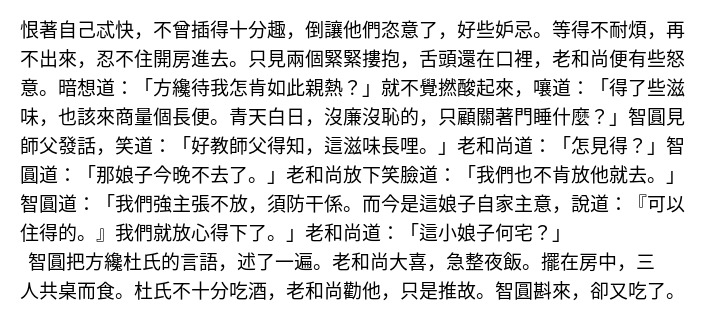 恨著自己忒快，不曾插得十分趣，倒讓他們恣意了，好些妒忌。等得不耐煩，再
不出來，忍不住開房進去。只見兩個緊緊摟抱，舌頭還在口裡，老和尚便有些怒
意。暗想道：「方纔待我怎肯如此親熱？」就不覺撚酸起來，嚷道：「得了些滋
味，也該來商量個長便。青天白日，沒廉沒恥的，只顧關著門睡什麼？」智圓見
師父發話，笑道：「好教師父得知，這滋味長哩。」老和尚道：「怎見得？」智
圓道：「那娘子今晚不去了。」老和尚放下笑臉道：「我們也不肯放他就去。」
智圓道：「我們強主張不放，須防干係。而今是這娘子自家主意，說道：『可以
住得的。』我們就放心得下了。」老和尚道：「這小娘子何宅？」
智圓把方纔杜氏的言語，述了一遍。老和尚大喜，急整夜飯。擺在房中，三
人共桌而食。杜氏不十分吃酒，老和尚勸他，只是推故。智圓斟來，卻又吃了。